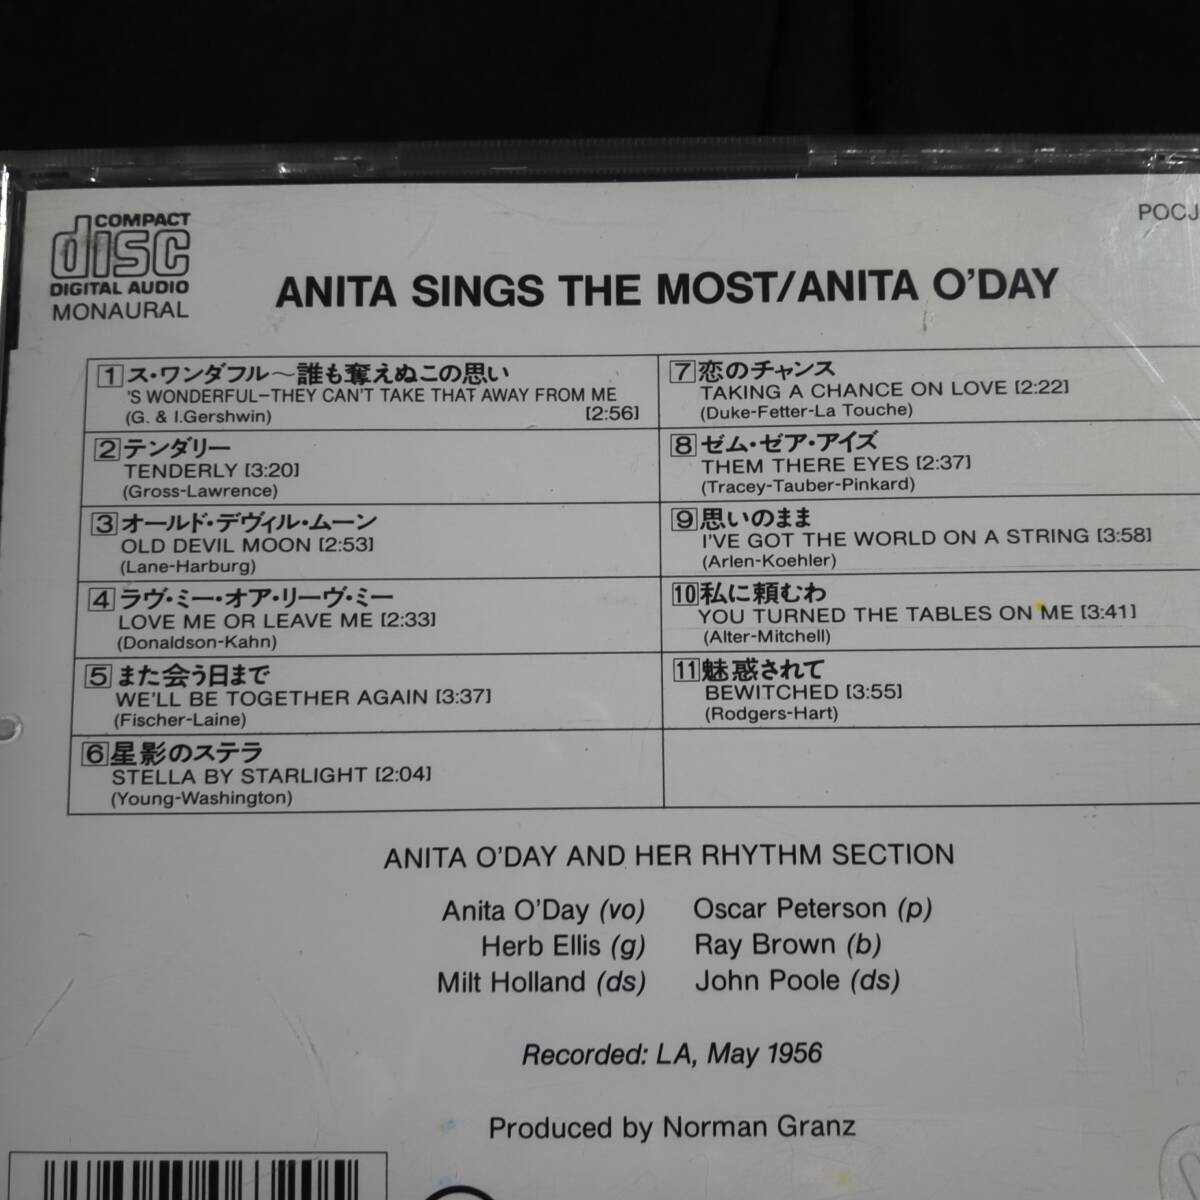 COMPACT
disc
DIGITAL AUDIO
MONAURAL
POCJ
ANITA SINGS THE MOST/ANITA O'DAY
1 ス・ワンダフル〜誰も奪えぬこの思い
'S WONDERFUL–THEY CAN'T TAKE THAT AWAY FROM ME
(G. & I.Gershwin) [2:56]
2 テンダリー
TENDERLY [3:20]
(Gross-Lawrence)
3 オールド・デヴィル・ムーン
OLD DEVIL MOON [2:53]
(Lane-Harburg)
4 ラヴ・ミー・オア・リーヴ・ミー
LOVE ME OR LEAVE ME [2:33]
(Donaldson-Kahn)
5 また会う日まで
WE'LL BE TOGETHER AGAIN [3:37]
(Fischer-Laine)
6 星影のステラ
STELLA BY STARLIGHT [2:04]
(Young-Washington)
7 恋のチャンス
TAKING A CHANCE ON LOVE [2:22]
(Duke-Fetter-La Touche)
8 ゼム・ゼア・アイズ
THEM THERE EYES [2:37]
(Tracey-Tauber-Pinkard)
9 思いのまま
I'VE GOT THE WORLD ON A STRING [3:58]
(Arlen-Koehler)
10 私に頼むわ
YOU TURNED THE TABLES ON ME [3:41]
(Alter-Mitchell)
11 魅惑されて
BEWITCHED [3:55]
(Rodgers-Hart)
ANITA O'DAY AND HER RHYTHM SECTION
Anita O'Day (vo) Oscar Peterson (p)
Herb Ellis (g) Ray Brown (b)
Milt Holland (ds) John Poole (ds)
Recorded: LA, May 1956
Produced by Norman Granz